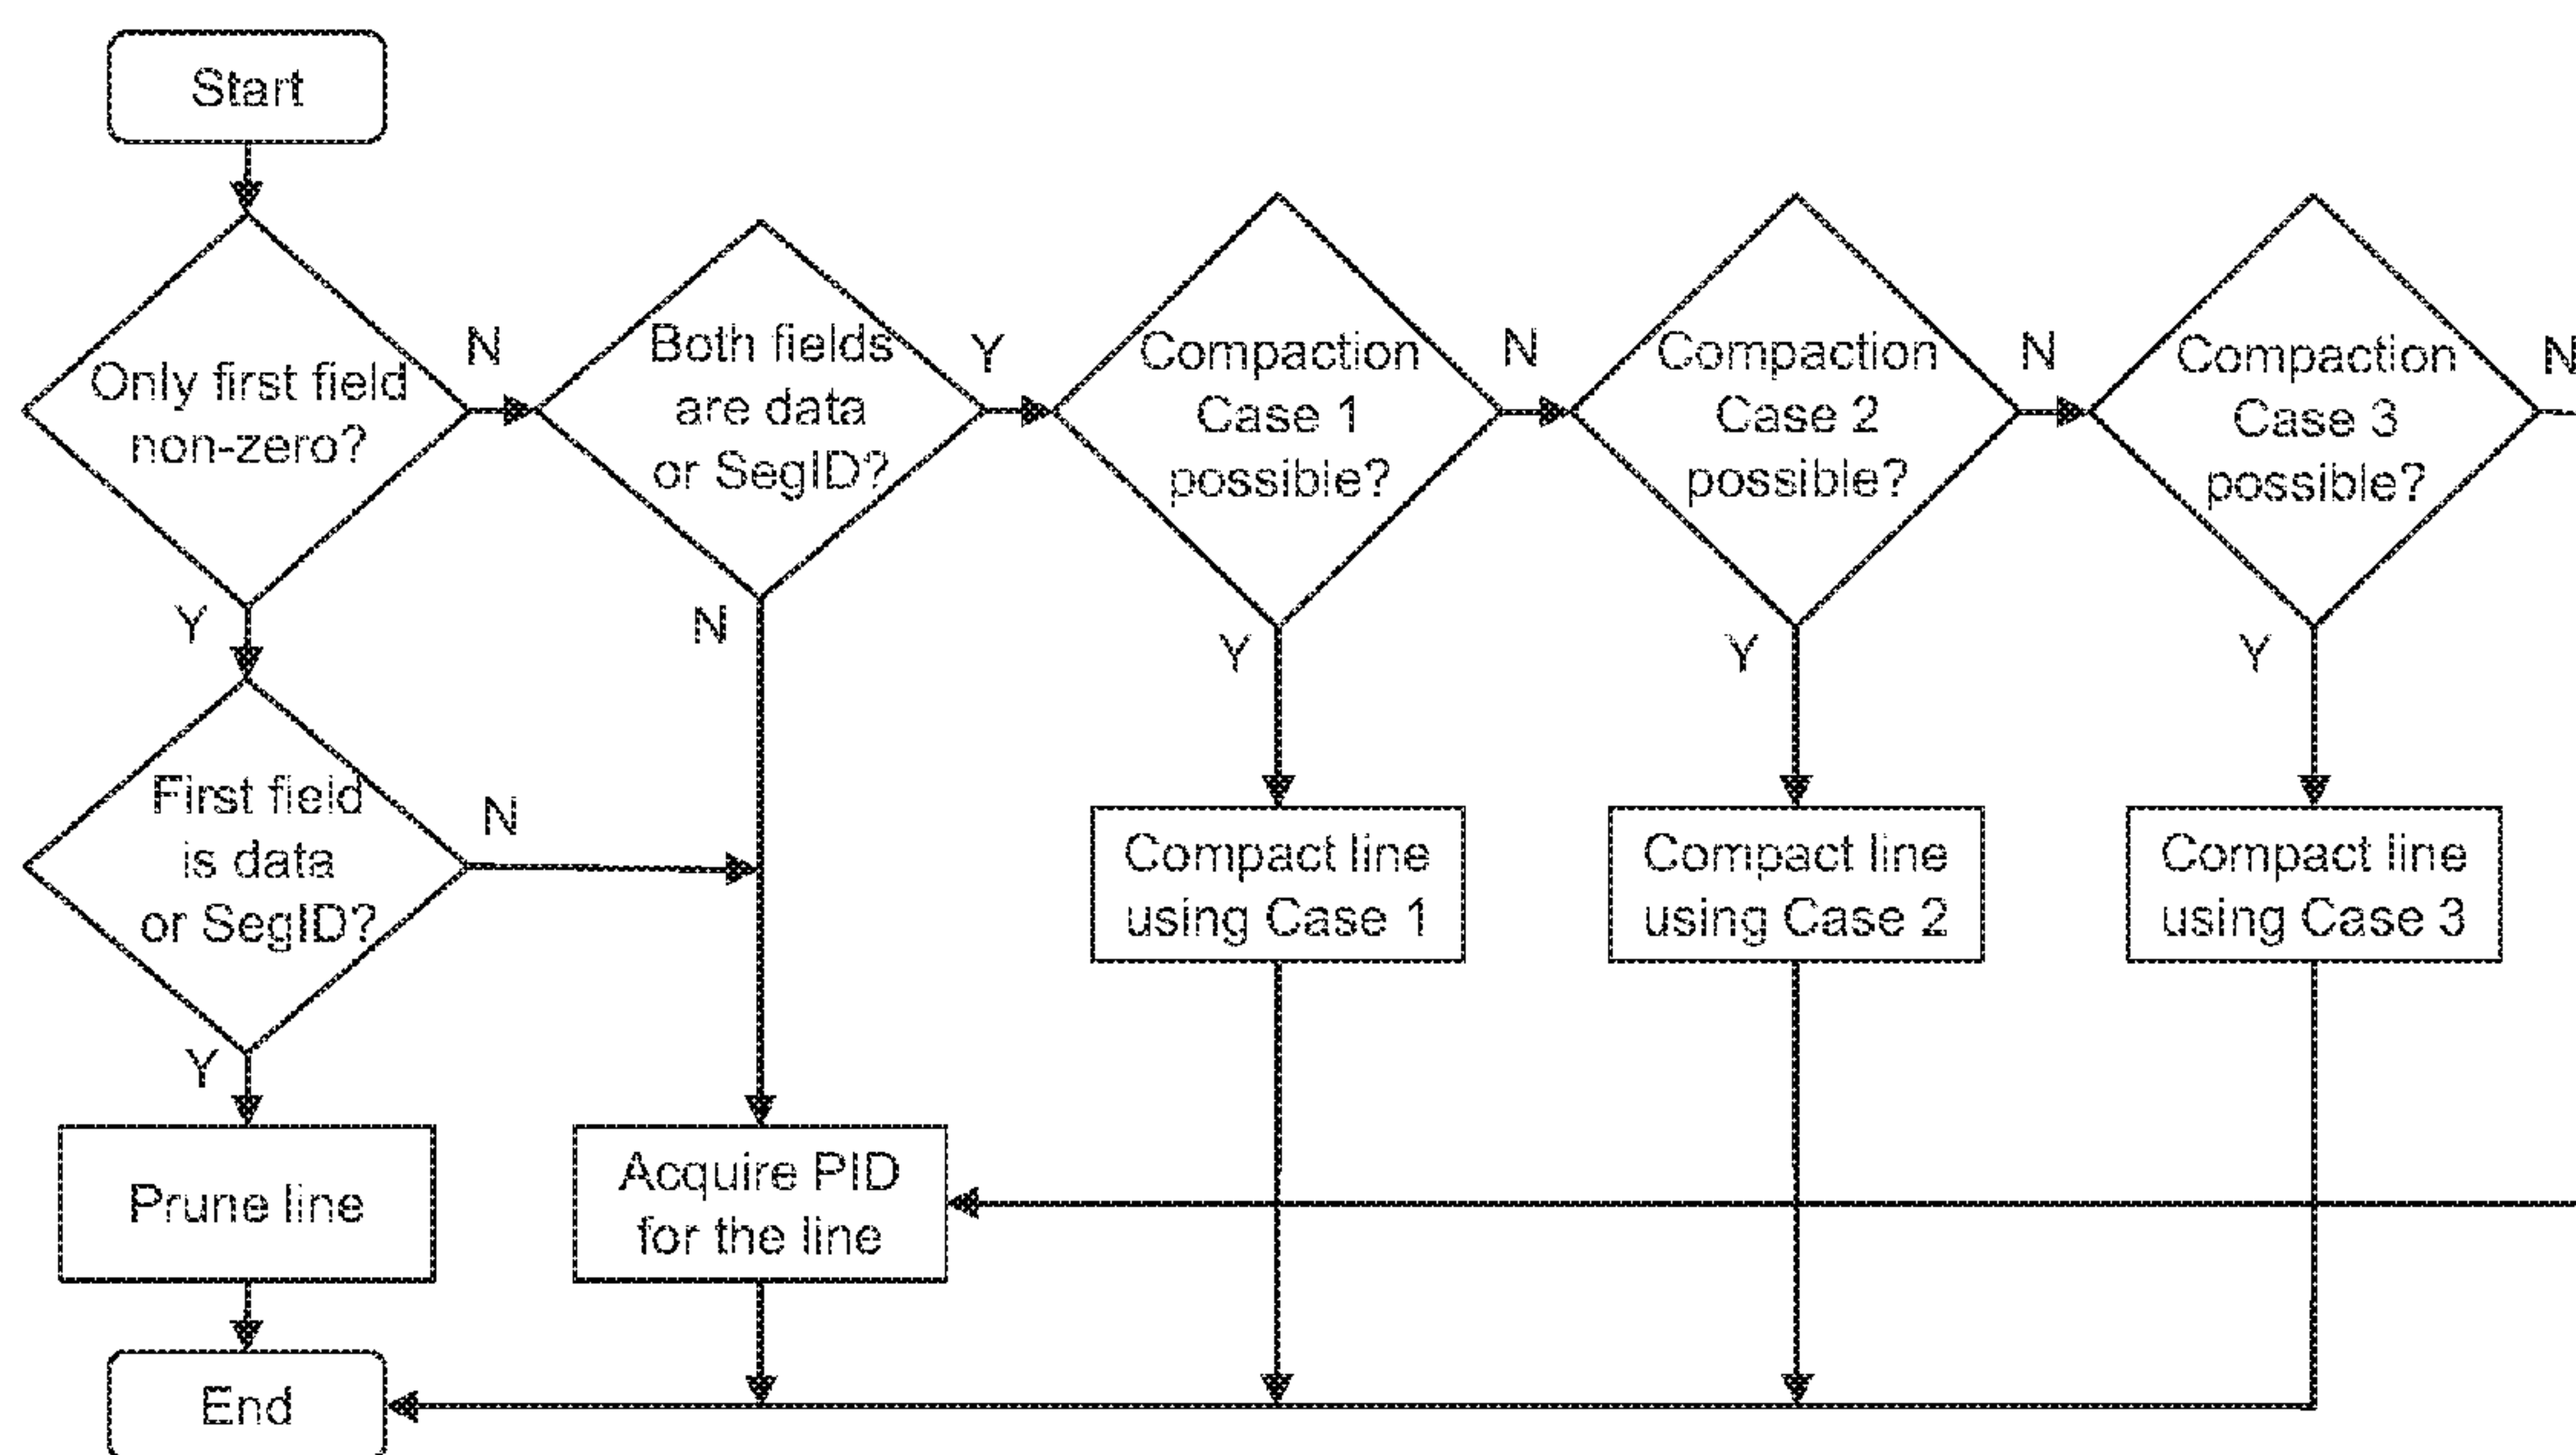 Start
Only first field
non-zero?
N
Y
Both fields
are data
or SegID?
Y
N
Compaction
Case 1
possible?
N
Y
Compaction
Case 2
possible?
N
Y
Compaction
Case 3
possible?
N
Y
First field
is data
or SegID?
N
Y
Compact line
using Case 1
Compact line
using Case 2
Compact line
using Case 3
Prune line
Acquire PID
for the line
End